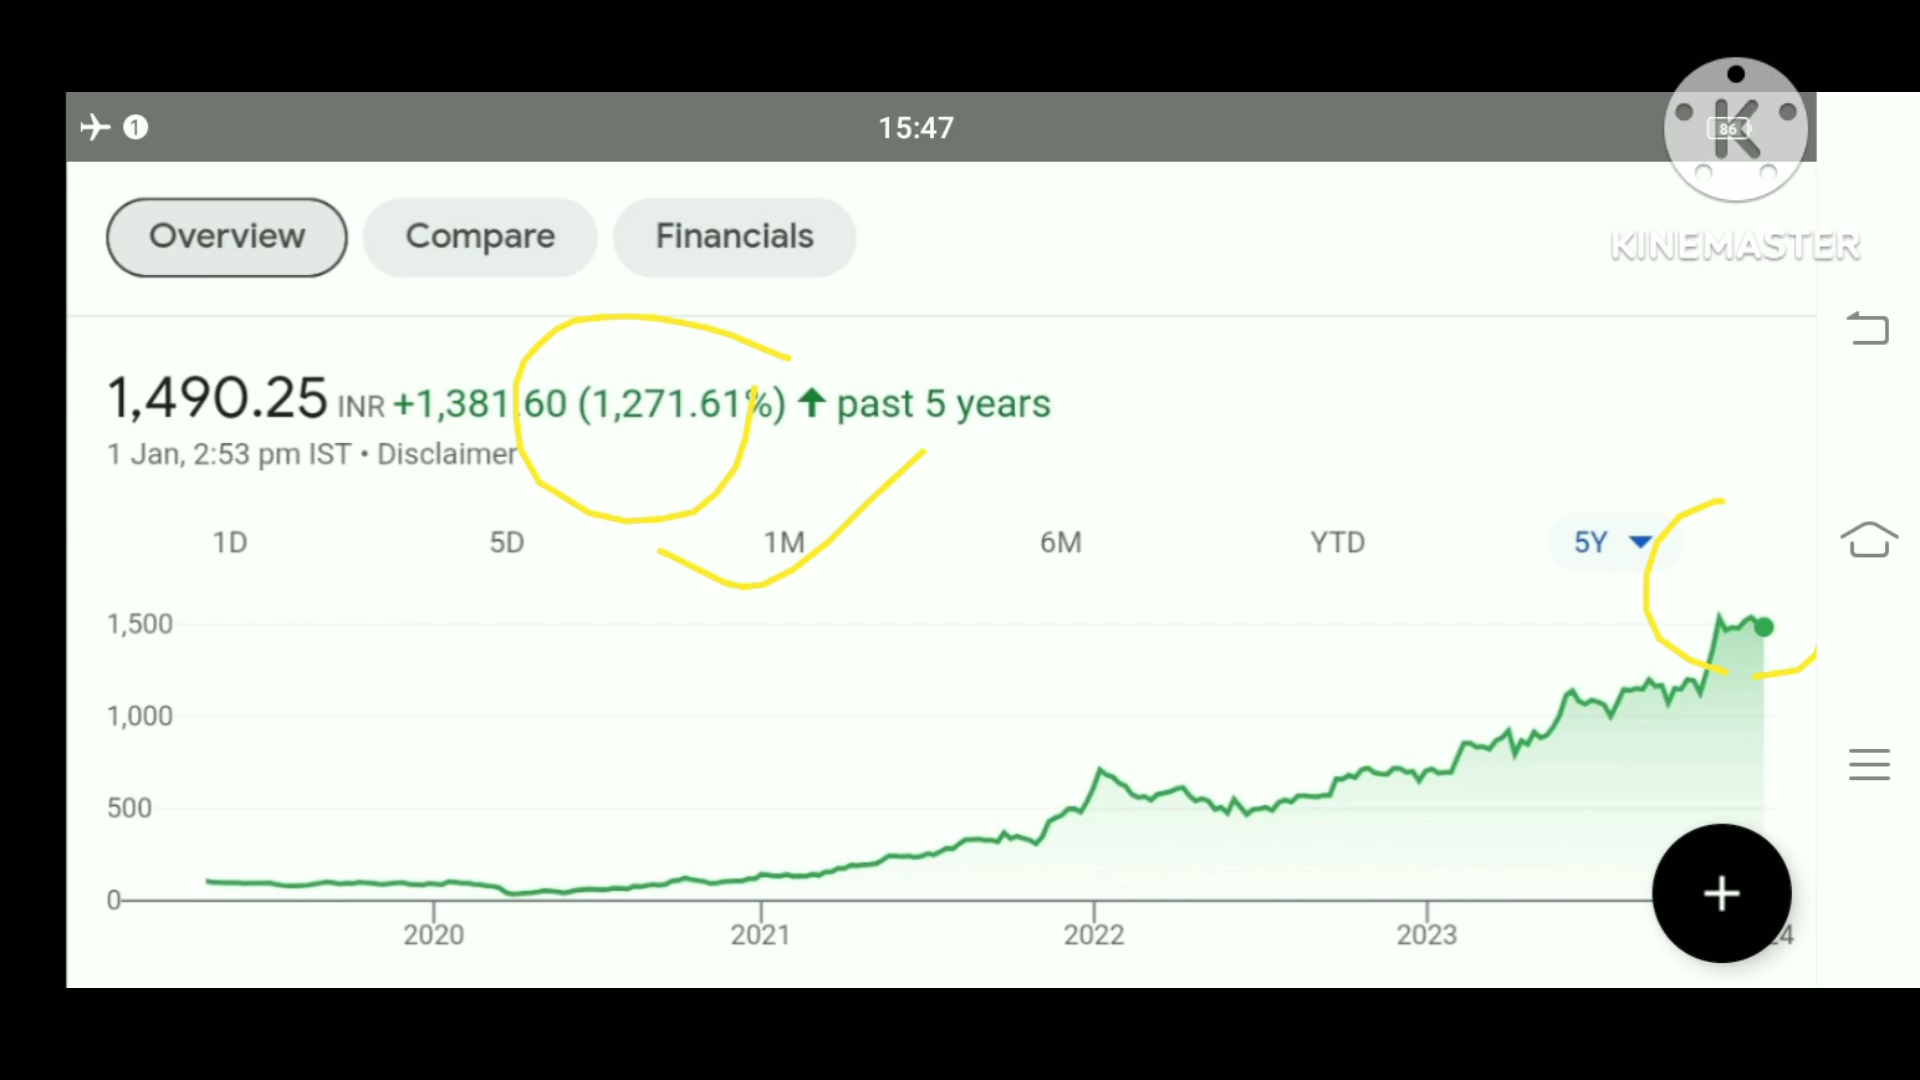 15:47
1
86
K
KINEMASTER
Overview Compare Financials
1,490.25 INR +1,381.60 (1,271.61%) ↑ past 5 years
1 Jan, 2:53 pm IST • Disclaimer
1D 5D 1M 6M YTD 5Y
1,500
1,000
500
0
2020 2021 2022 2023
+